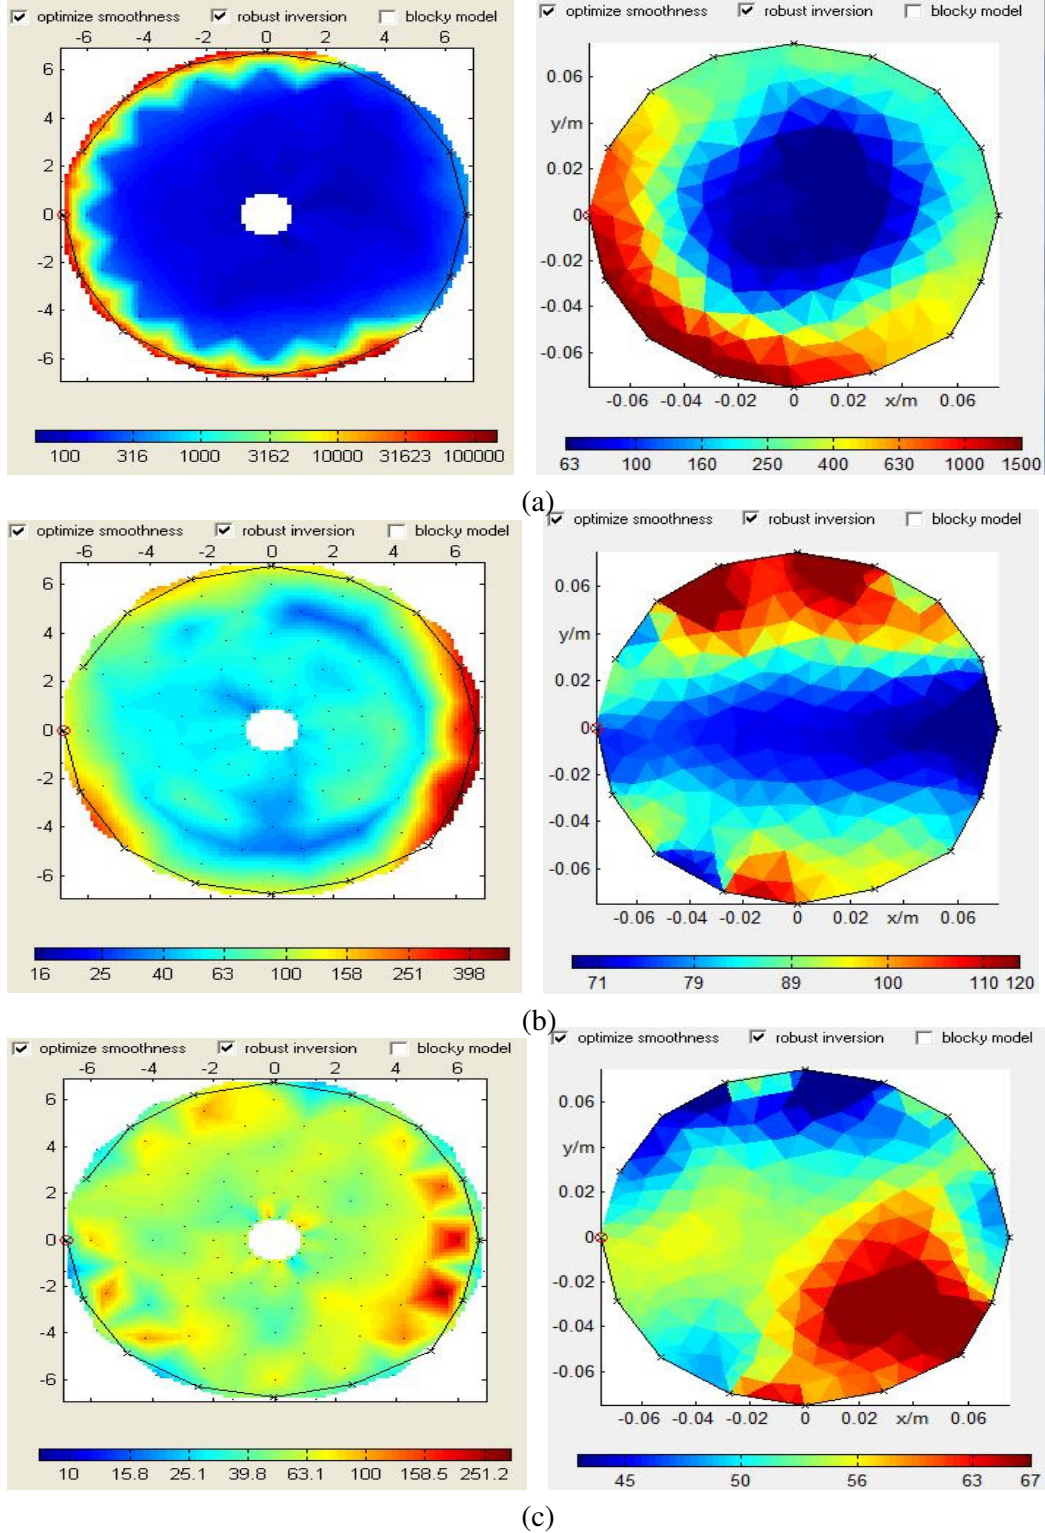 optimize smoothness robust inversion blocky model
-6 -4 -2 0 2 4 6
6
4
2
0
-2
-4
-6
100 316 1000 3162 10000 31623 100000
optimize smoothness robust inversion blocky model
0.06
y/m
0.02
0
-0.02
-0.04
-0.06
-0.06 -0.04 -0.02 0 0.02 x/m 0.06
63 100 160 250 400 630 1000 1500
(a)
optimize smoothness robust inversion blocky model
-6 -4 -2 0 2 4 6
6
4
2
0
-2
-4
-6
16 25 40 63 100 158 251 398
optimize smoothness robust inversion blocky model
0.06
y/m
0.02
0
-0.02
-0.04
-0.06
-0.06 -0.04 -0.02 0 0.02 x/m 0.06
71 79 89 100 110 120
(b)
optimize smoothness robust inversion blocky model
-6 -4 -2 0 2 4 6
6
4
2
0
-2
-4
-6
10 15.8 25.1 39.8 63.1 100 158.5 251.2
optimize smoothness robust inversion blocky model
0.06
y/m
0.02
0
-0.02
-0.04
-0.06
-0.06 -0.04 -0.02 0 0.02 x/m 0.06
45 50 56 63 67
(c)